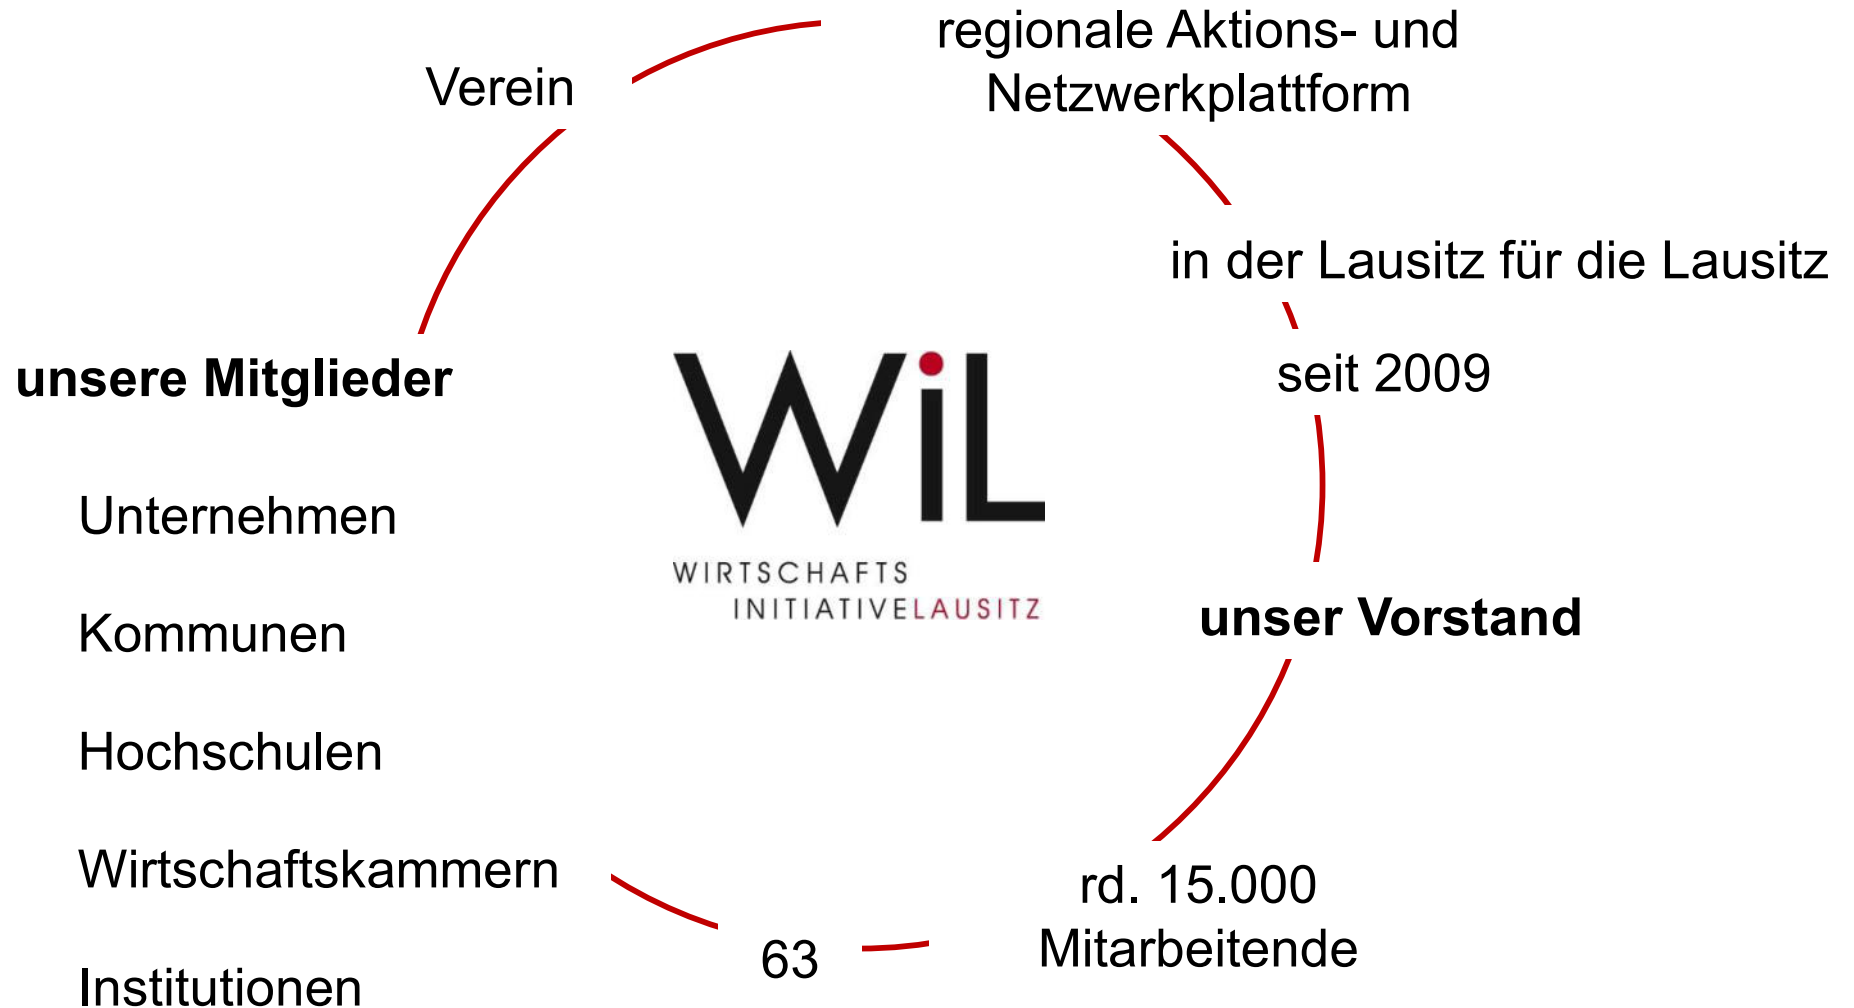 regionale Aktions- und
Netzwerkplattform
Verein
in der Lausitz für die Lausitz
seit 2009
unsere Mitglieder
Unternehmen
Kommunen
Hochschulen
Wirtschaftskammern
Institutionen
WiL
WIRTSCHAFTS
INITIATIVELAUSITZ
unser Vorstand
rd. 15.000
Mitarbeitende
63